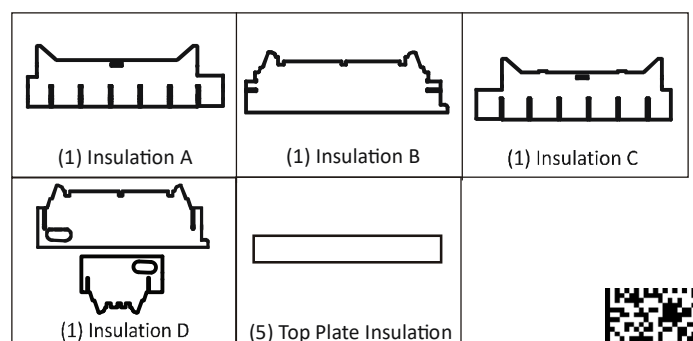 (1) Insulation A
(1) Insulation B
(1) Insulation C
(1) Insulation D
(5) Top Plate Insulation